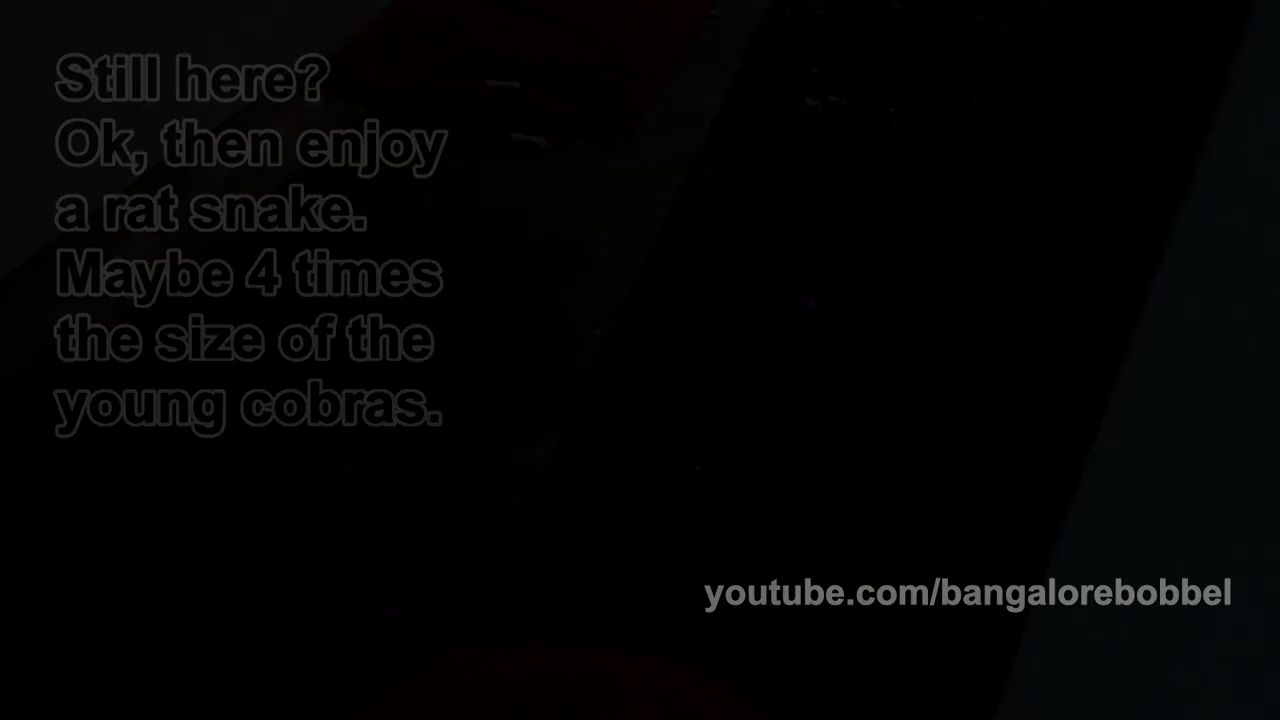 Still here?
Ok, then enjoy
a rat snake.
Maybe 4 times
the size of the
young cobras.
youtube.com/bangalorebobbel